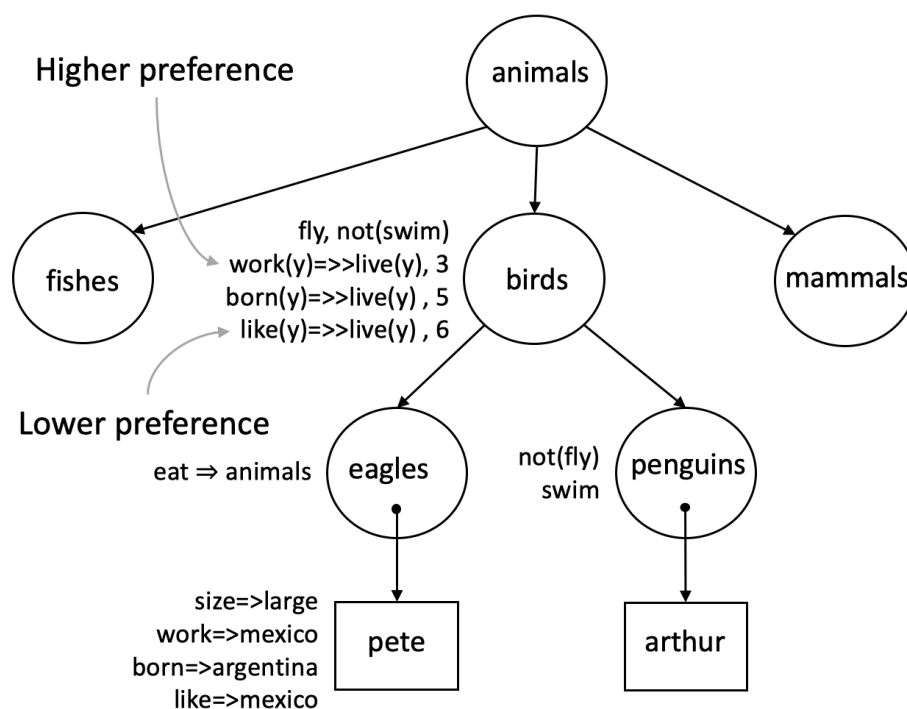 animals
Higher preference
fishes
fly, not(swim)
work(y)=>>live(y), 3
born(y)=>>live(y) , 5
like(y)=>>live(y) , 6
birds
mammals
Lower preference
eat ⇒ animals
eagles
not(fly)
swim
penguins
size=>large
work=>mexico
born=>argentina
like=>mexico
pete
arthur